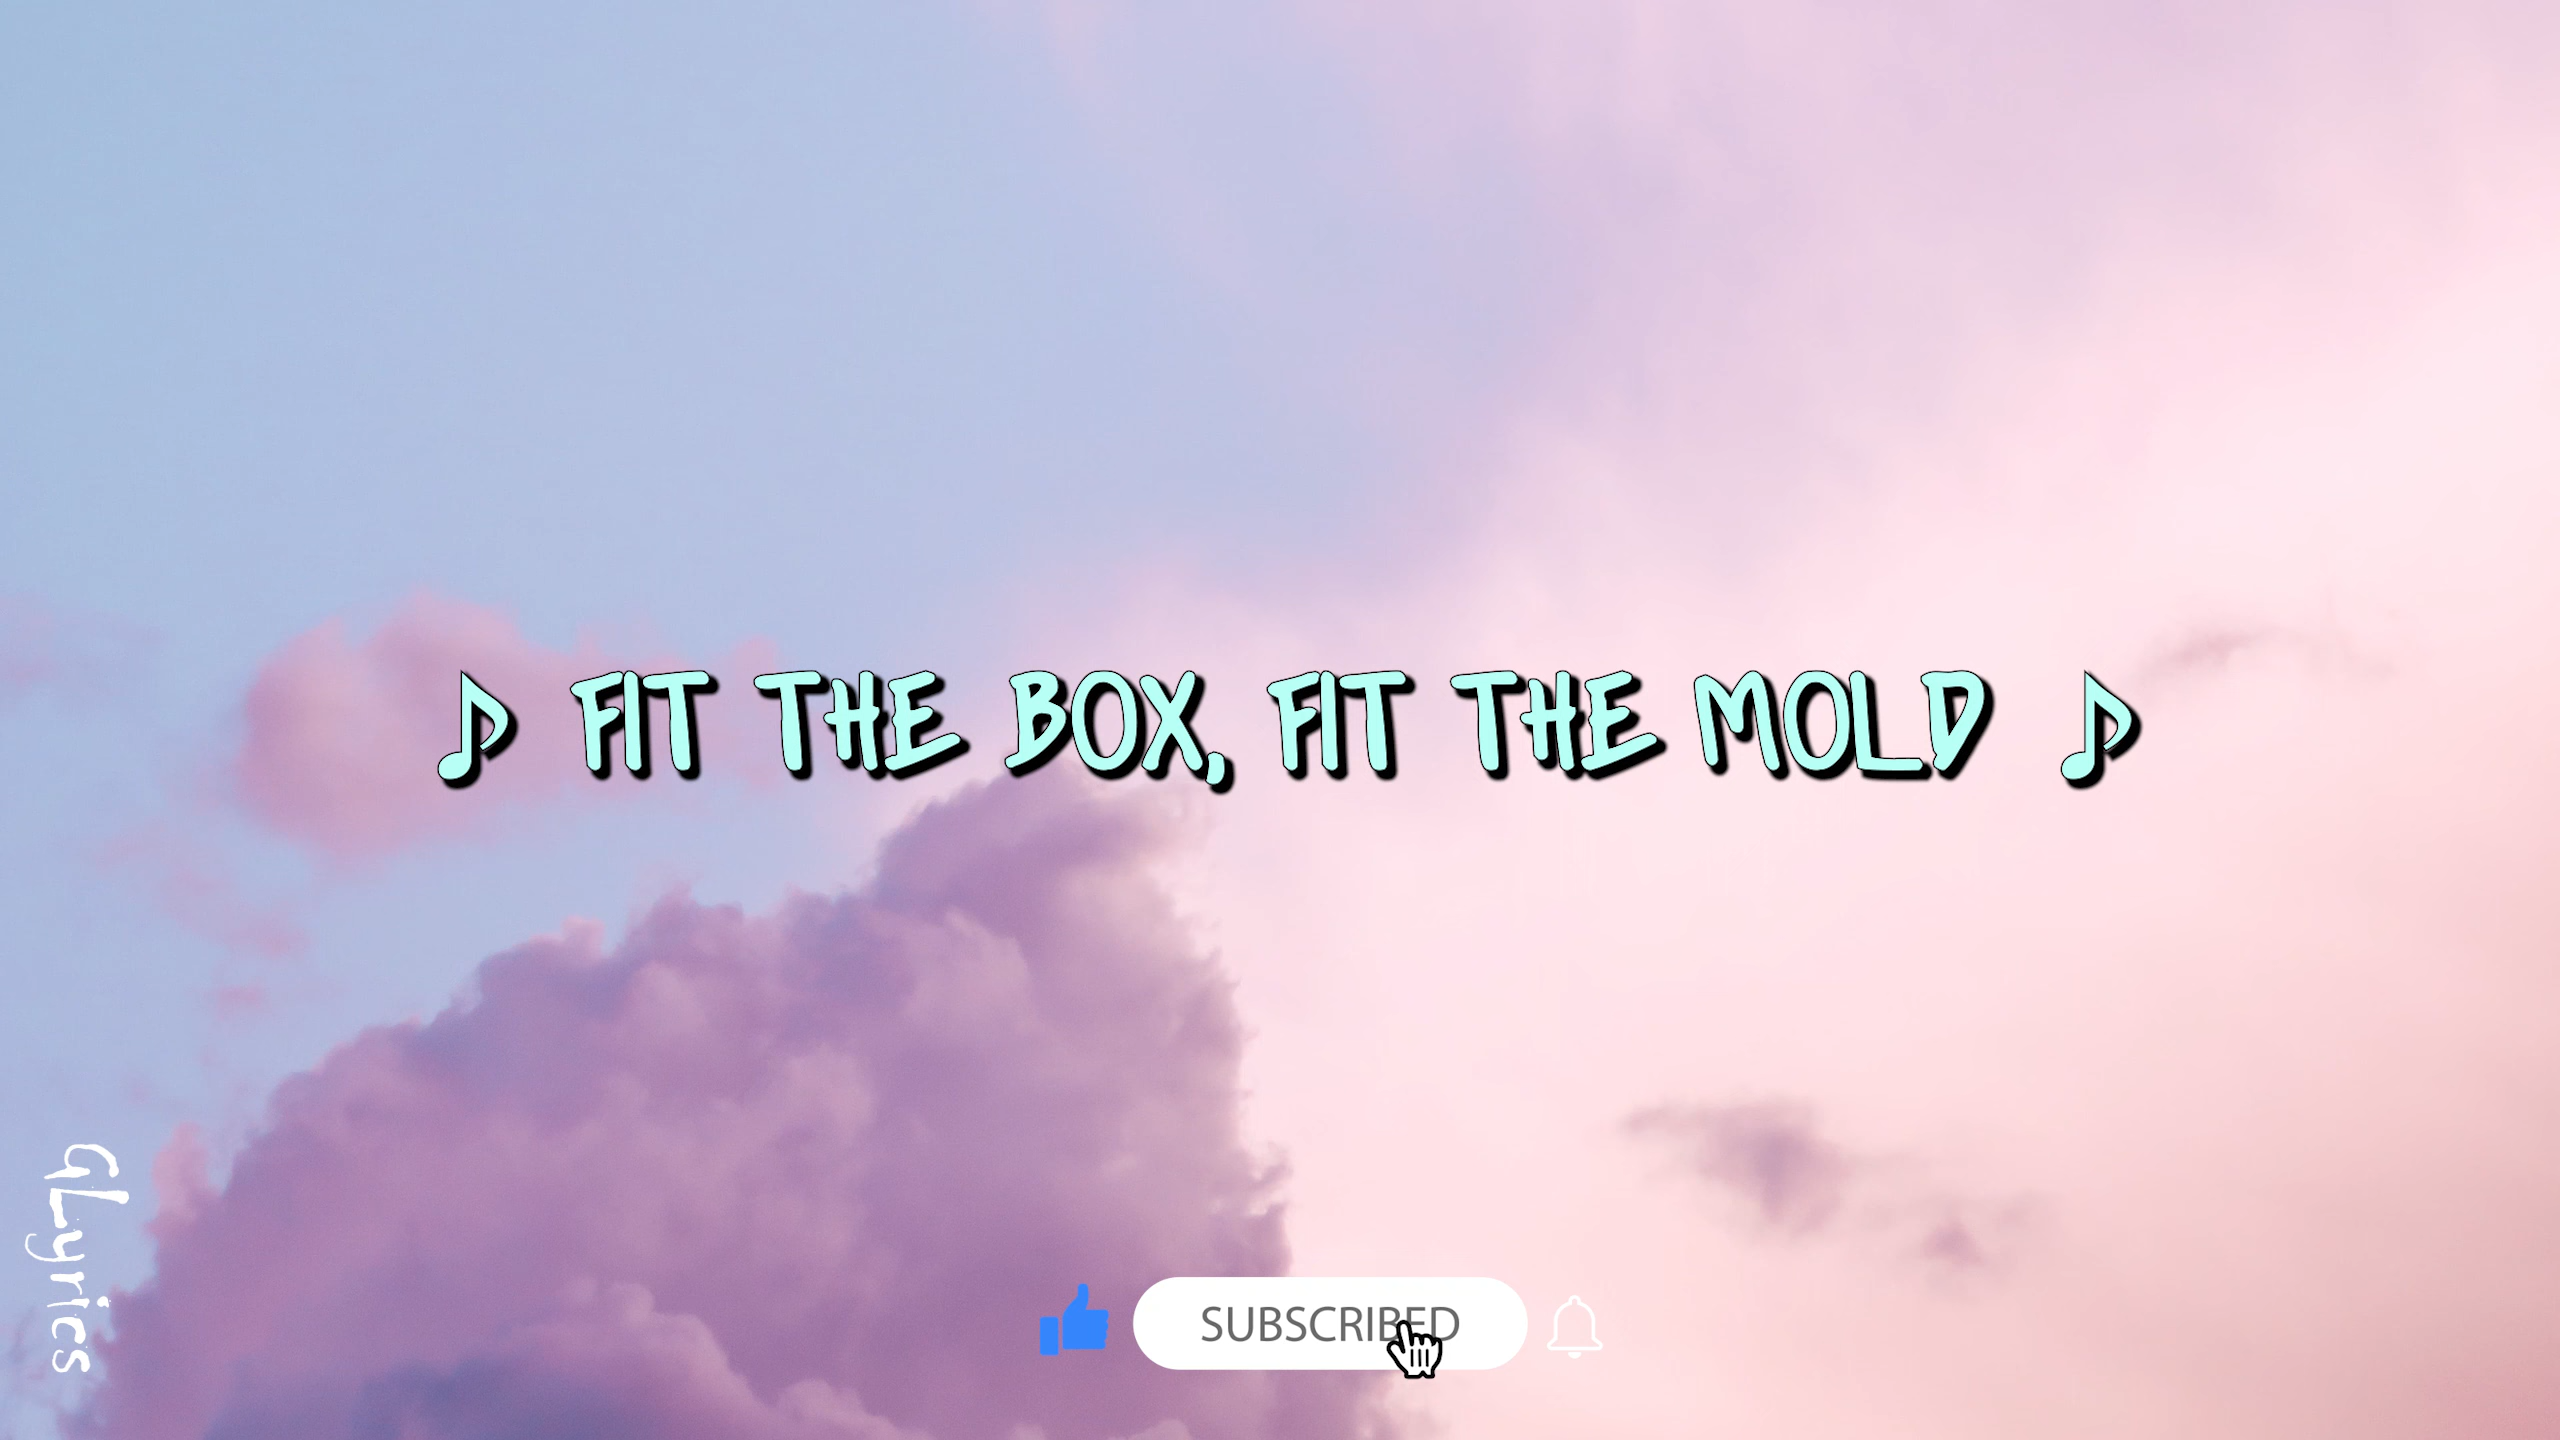 ♪ FIT THE BOX, FIT THE MOLD ♪
GLyrics
SUBSCRIBED